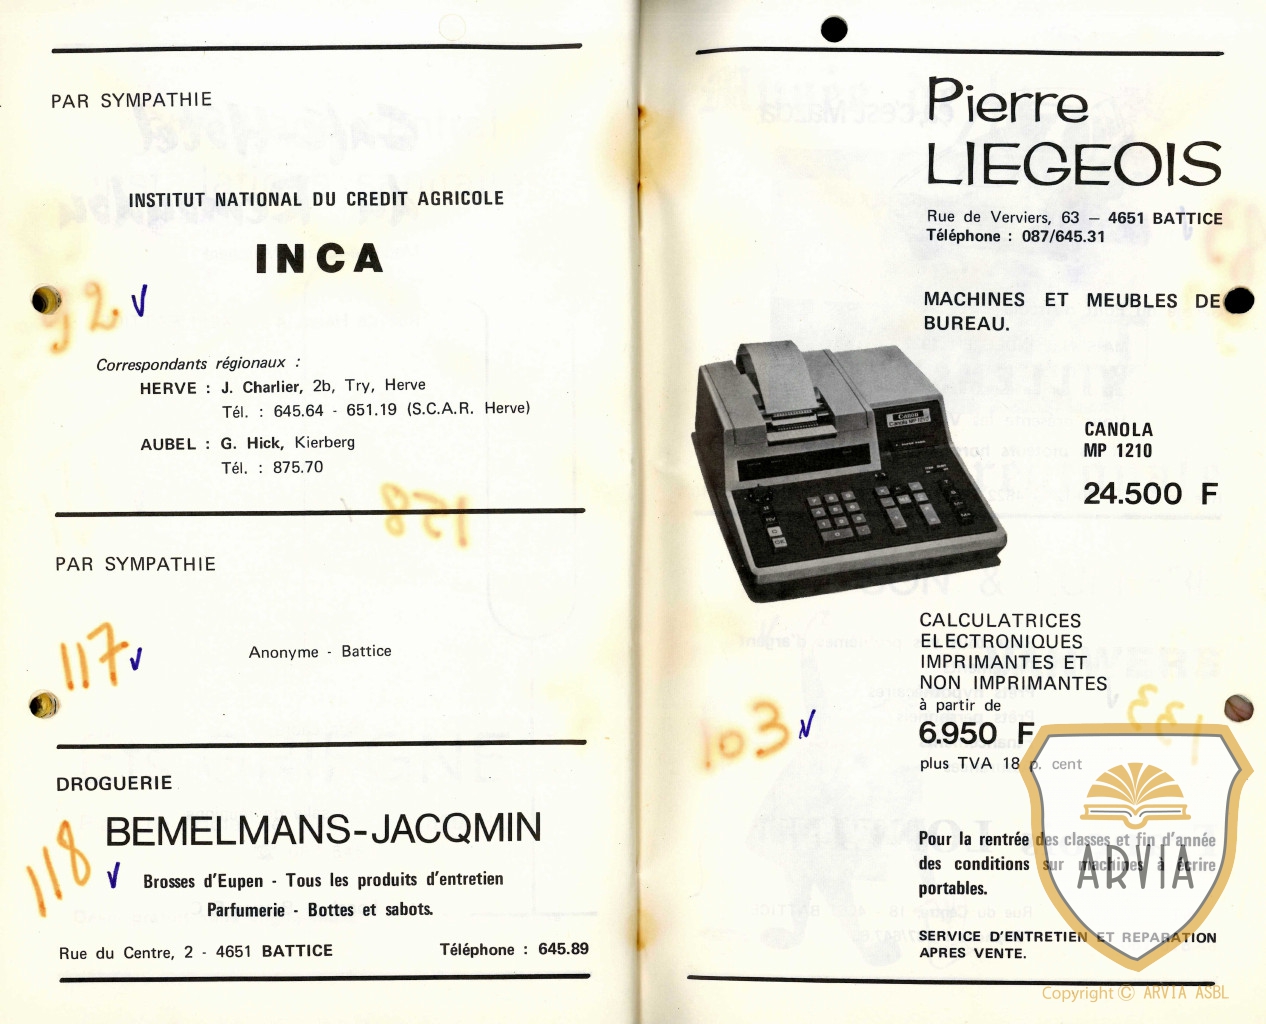 PAR SYMPATHIE
INSTITUT NATIONAL DU CREDIT AGRICOLE
INCA
92 V
Correspondants régionaux :
HERVE : J. Charlier, 2b, Try, Herve
Tél. : 645.64 - 651.19 (S.C.A.R. Herve)
AUBEL : G. Hick, Kierberg
Tél. : 875.70
PAR SYMPATHIE
117 V
Anonyme - Battice
DROGUERIE
BEMELMANS-JACQMIN
118 V
Brosses d'Eupen - Tous les produits d'entretien
Parfumerie - Bottes et sabots.
Rue du Centre, 2 - 4651 BATTICE Téléphone : 645.89
Pierre
LIEGEOIS
Rue de Verviers, 63 — 4651 BATTICE
Téléphone : 087/645.31
MACHINES ET MEUBLES DE
BUREAU.
Canon
Canola MP 1210
CANOLA
MP 1210
24.500 F
CALCULATRICES
ELECTRONIQUES
IMPRIMANTES ET
NON IMPRIMANTES
à partir de
6.950 F
plus TVA 18 p. cent
103 V
Pour la rentrée des classes et fin d'année
des conditions sur machines à écrire
portables.
SERVICE D'ENTRETIEN ET REPARATION
APRES VENTE.
ARVIA
Copyright © ARVIA ASBL